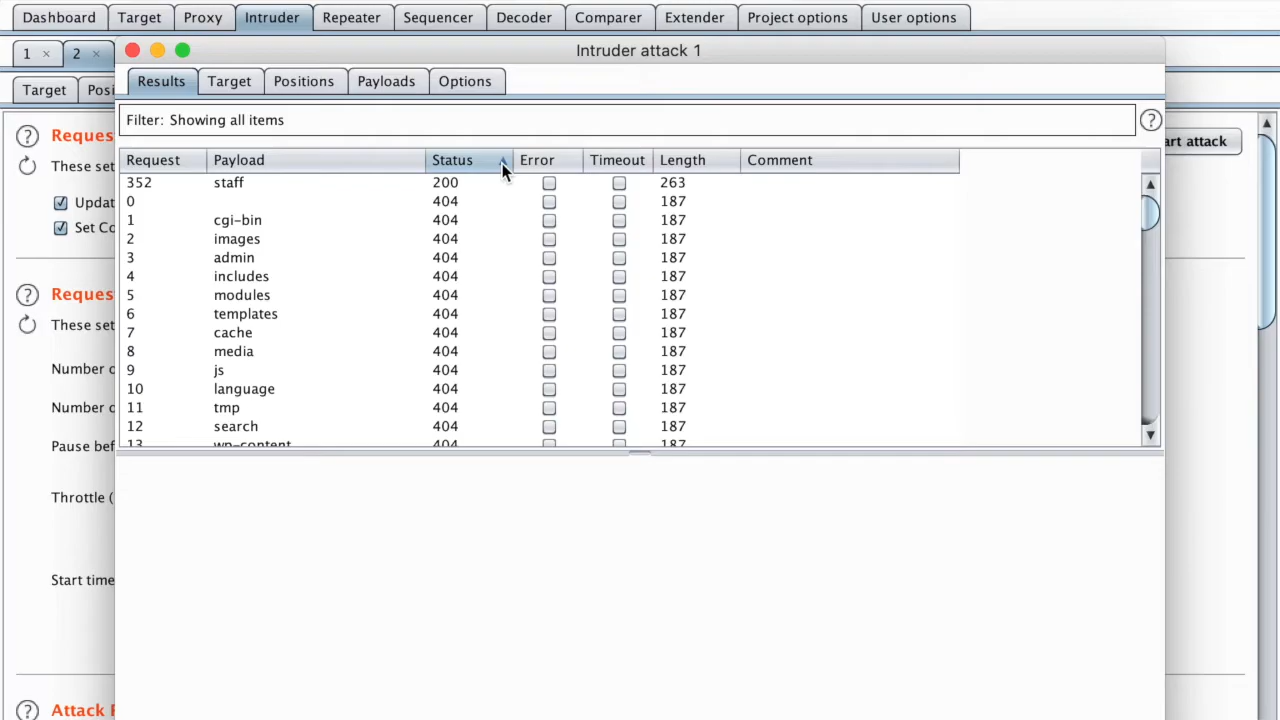 Dashboard Target Proxy Intruder Repeater Sequencer Decoder Comparer Extender Project options User options
1 × 2 ×
Intruder attack 1
Target
Results Target Positions Payloads Options
Filter: Showing all items ?
? Reques
These set
Updat
Set Co
art attack
Request Payload Status Error Timeout Length Comment
352 staff 200 263
0 404 187
1 cgi-bin 404 187
2 images 404 187
3 admin 404 187
4 includes 404 187
5 modules 404 187
6 templates 404 187
7 cache 404 187
8 media 404 187
9 js 404 187
10 language 404 187
11 tmp 404 187
12 search 404 187
13 wp-content 404 187
? Reques
These set
Number o
Number o
Pause bef
Throttle (
Start time
? Attack